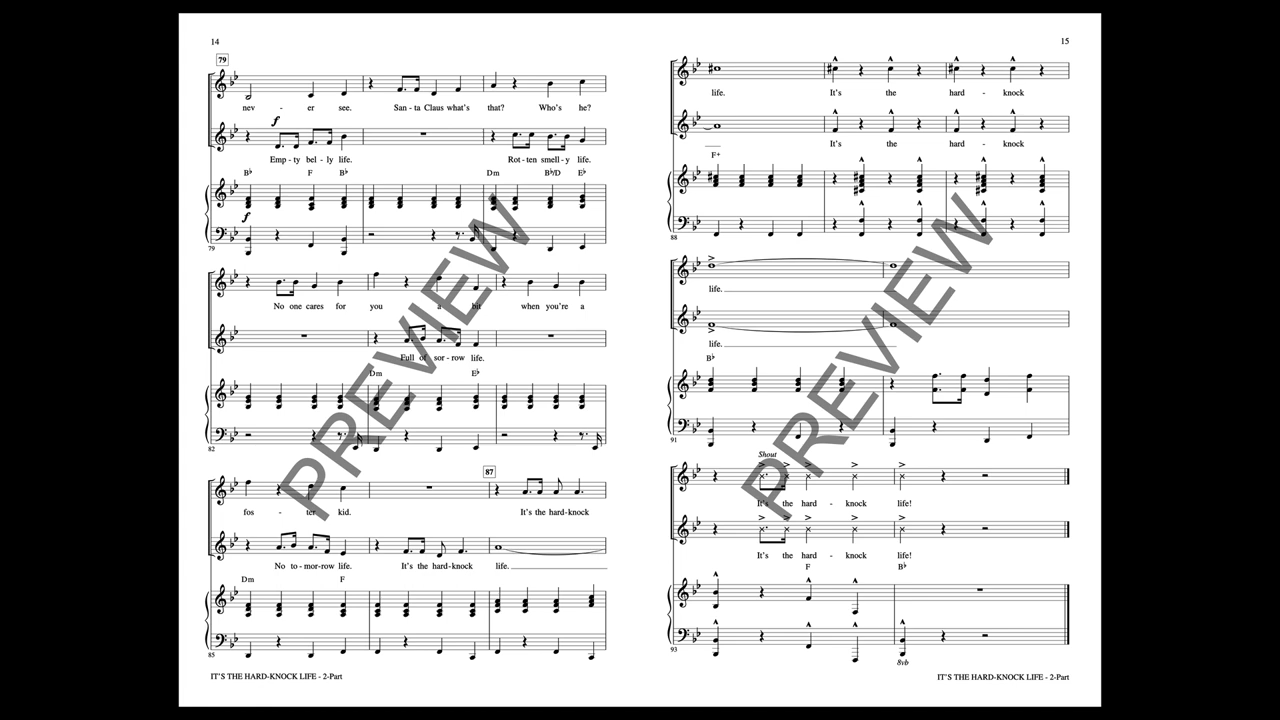 14
79
nev - er see. San - ta Claus what's that? Who's he?
f
Emp - ty bel - ly life. Rot - ten smell - y life.
B♭ F B♭ Dm B♭/D E♭
f
79
No one cares for you a bit when you're a
Full of sor - row life.
Dm E♭
82
87
fos - ter kid. It's the hard-knock
No to - mor - row life. It's the hard-knock life.
Dm F
85
IT'S THE HARD-KNOCK LIFE - 2-Part
15
life. It's the hard - knock
It's the hard - knock
F+
88
life.
life.
B♭
91
Shout
It's the hard - knock life!
It's the hard - knock life!
F B♭
93
8vb
IT'S THE HARD-KNOCK LIFE - 2-Part
PREVIEW
PREVIEW